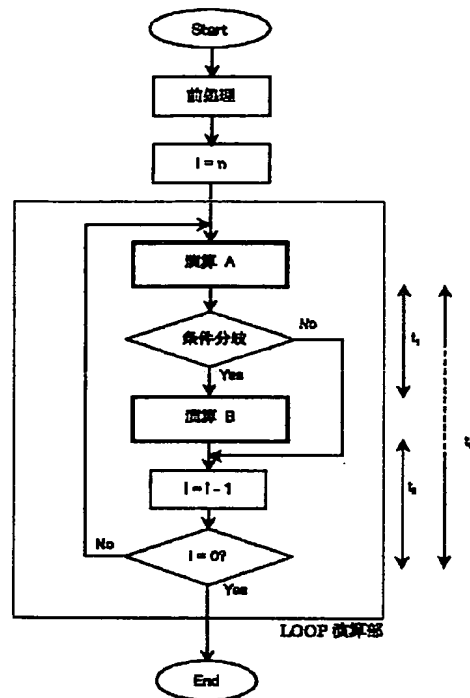 Start
前処理
I = n
演算 A
条件分岐
No
Yes
t₁
演算 B
I = I - 1
t₂
I = 0?
No
Yes
LOOP 演算部
End